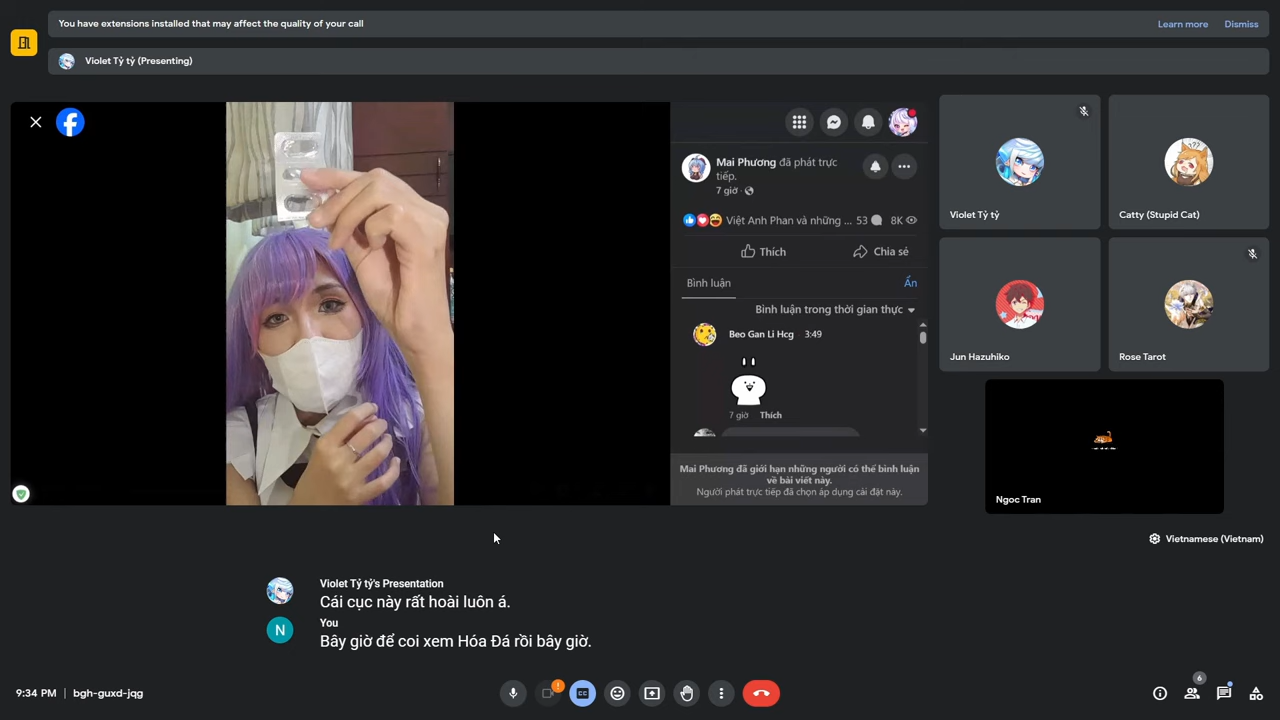 You have extensions installed that may affect the quality of your call
Learn more
Dismiss
Violet Tỷ tỷ (Presenting)
Mai Phương đã phát trực
tiếp.
7 giờ
Việt Anh Phan và những ... 53 8K
Thích
Chia sẻ
Bình luận
Ẩn
Bình luận trong thời gian thực
Beo Gan Li Hcg 3:49
7 giờ Thích
Mai Phương đã giới hạn những người có thể bình luận
về bài viết này.
Người phát trực tiếp đã chọn áp dụng cài đặt này.
Violet Tỷ tỷ
???
Catty (Stupid Cat)
Jun Hazuhiko
Rose Tarot
Ngoc Tran
Vietnamese (Vietnam)
Violet Tỷ tỷ's Presentation
Cái cục này rất hoài luôn á.
N
You
Bây giờ để coi xem Hóa Đá rồi bây giờ.
9:34 PM | bgh-guxd-jqg
CC
!
6